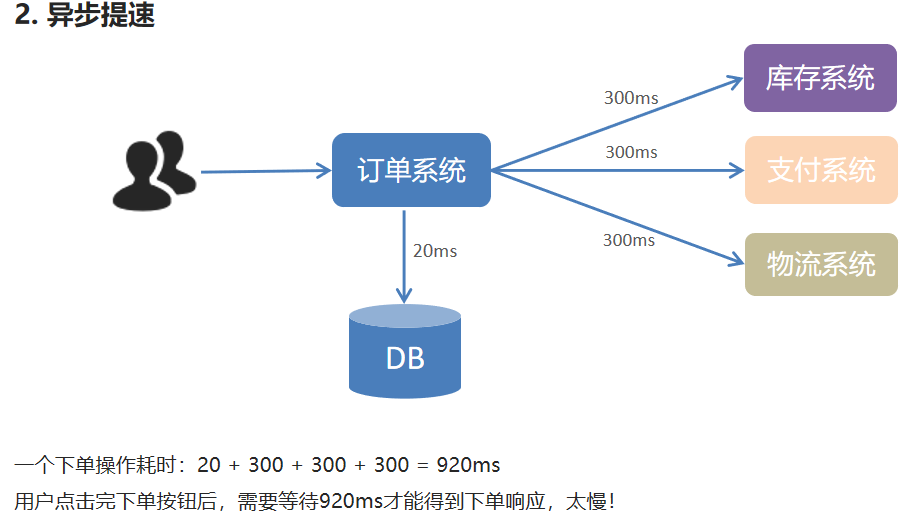 2. 异步提速
库存系统
300ms
300ms
支付系统
订单系统
300ms
物流系统
20ms
DB
一个下单操作耗时：20 + 300 + 300 + 300 = 920ms
用户点击完下单按钮后，需要等待920ms才能得到下单响应，太慢！